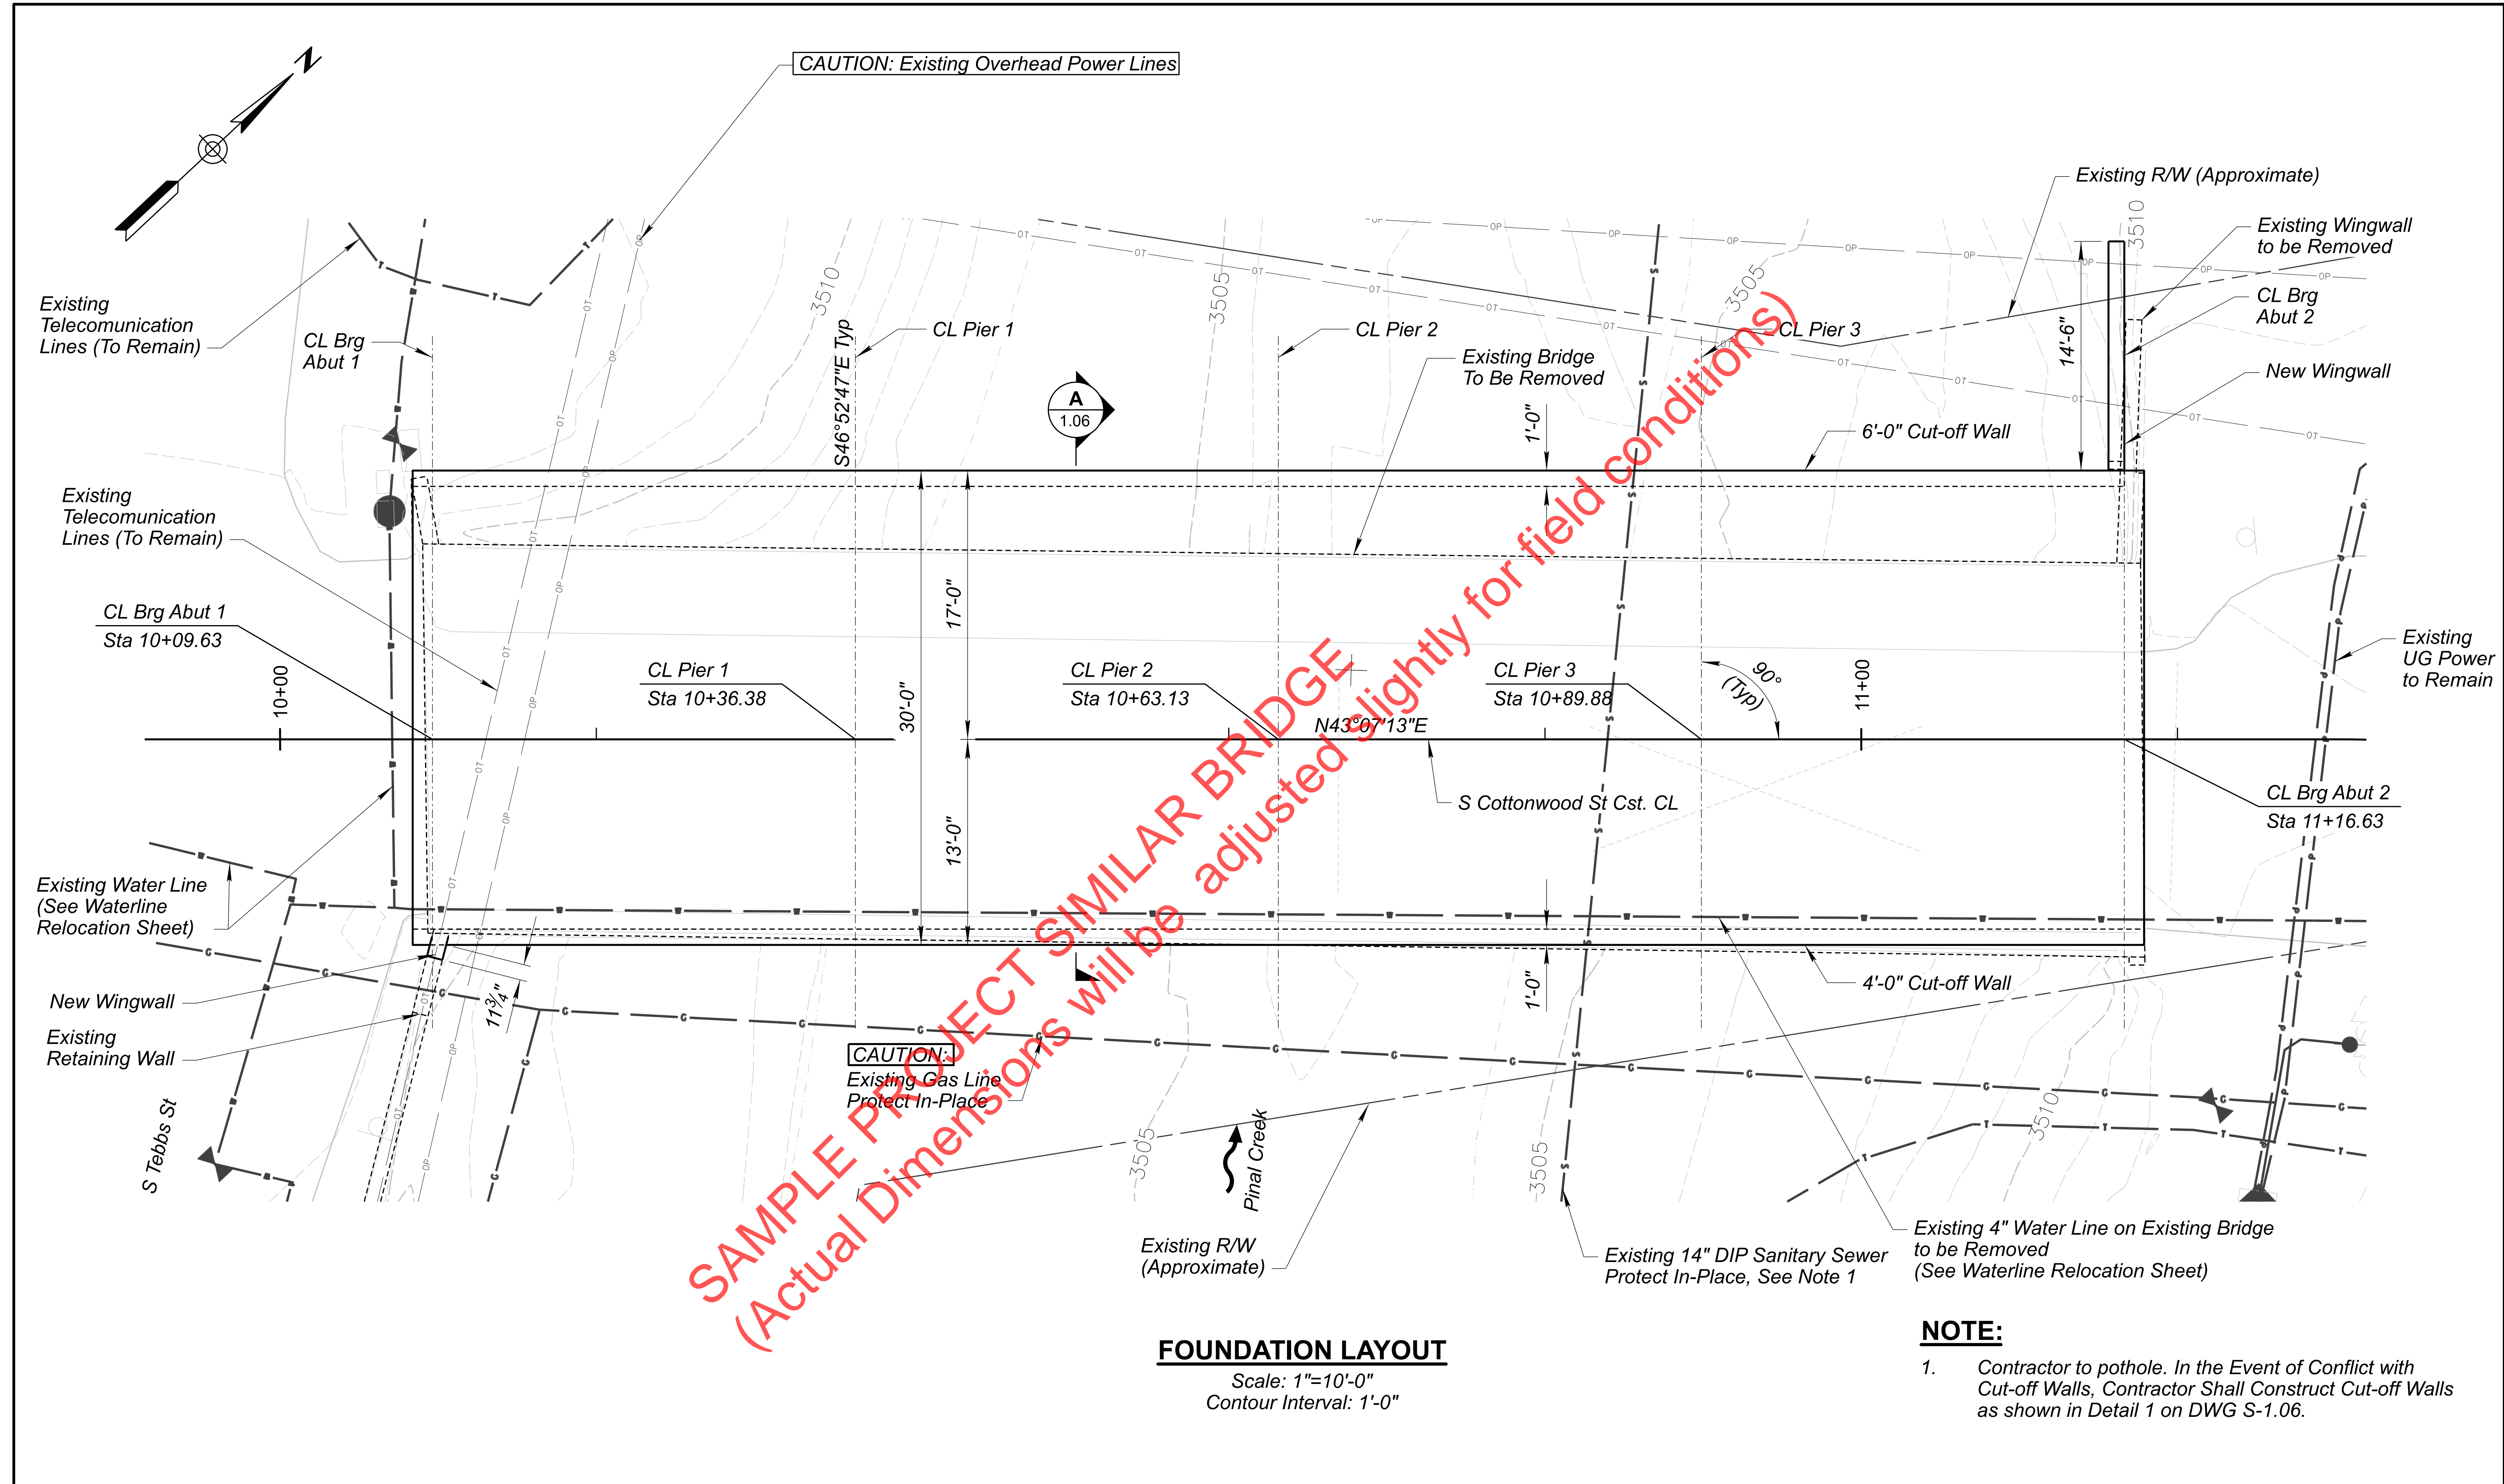 N
CAUTION: Existing Overhead Power Lines
Existing R/W (Approximate)
3510
Existing Wingwall
to be Removed
Existing
Telecomunication
Lines (To Remain)
CL Brg
Abut 1
3510
S46°52'47"E Typ
CL Pier 1
A
1.06
3505
CL Pier 2
Existing Bridge
To Be Removed
3505
CL Pier 3
14'-6"
CL Brg
Abut 2
New Wingwall
1'-0"
6'-0" Cut-off Wall
Existing
Telecomunication
Lines (To Remain)
CL Brg Abut 1
Sta 10+09.63
10+00
CL Pier 1
Sta 10+36.38
30'-0"
17'-0"
13'-0"
CL Pier 2
Sta 10+63.13
N43°07'13"E
CL Pier 3
Sta 10+89.88
90°
(Typ)
11+00
Existing
UG Power
to Remain
S Cottonwood St Cst. CL
CL Brg Abut 2
Sta 11+16.63
Existing Water Line
(See Waterline
Relocation Sheet)
New Wingwall
Existing
Retaining Wall
11¾"
S Tebbs St
CAUTION:
Existing Gas Line
Protect In-Place
1'-0"
4'-0" Cut-off Wall
3505
Pinal Creek
3505
3510
Existing R/W
(Approximate)
Existing 14" DIP Sanitary Sewer
Protect In-Place, See Note 1
Existing 4" Water Line on Existing Bridge
to be Removed
(See Waterline Relocation Sheet)
SAMPLE PROJECT SIMILAR BRIDGE
(Actual Dimensions will be adjusted slightly for field conditions)
FOUNDATION LAYOUT
Scale: 1"=10'-0"
Contour Interval: 1'-0"
NOTE:
1. Contractor to pothole. In the Event of Conflict with
Cut-off Walls, Contractor Shall Construct Cut-off Walls
as shown in Detail 1 on DWG S-1.06.